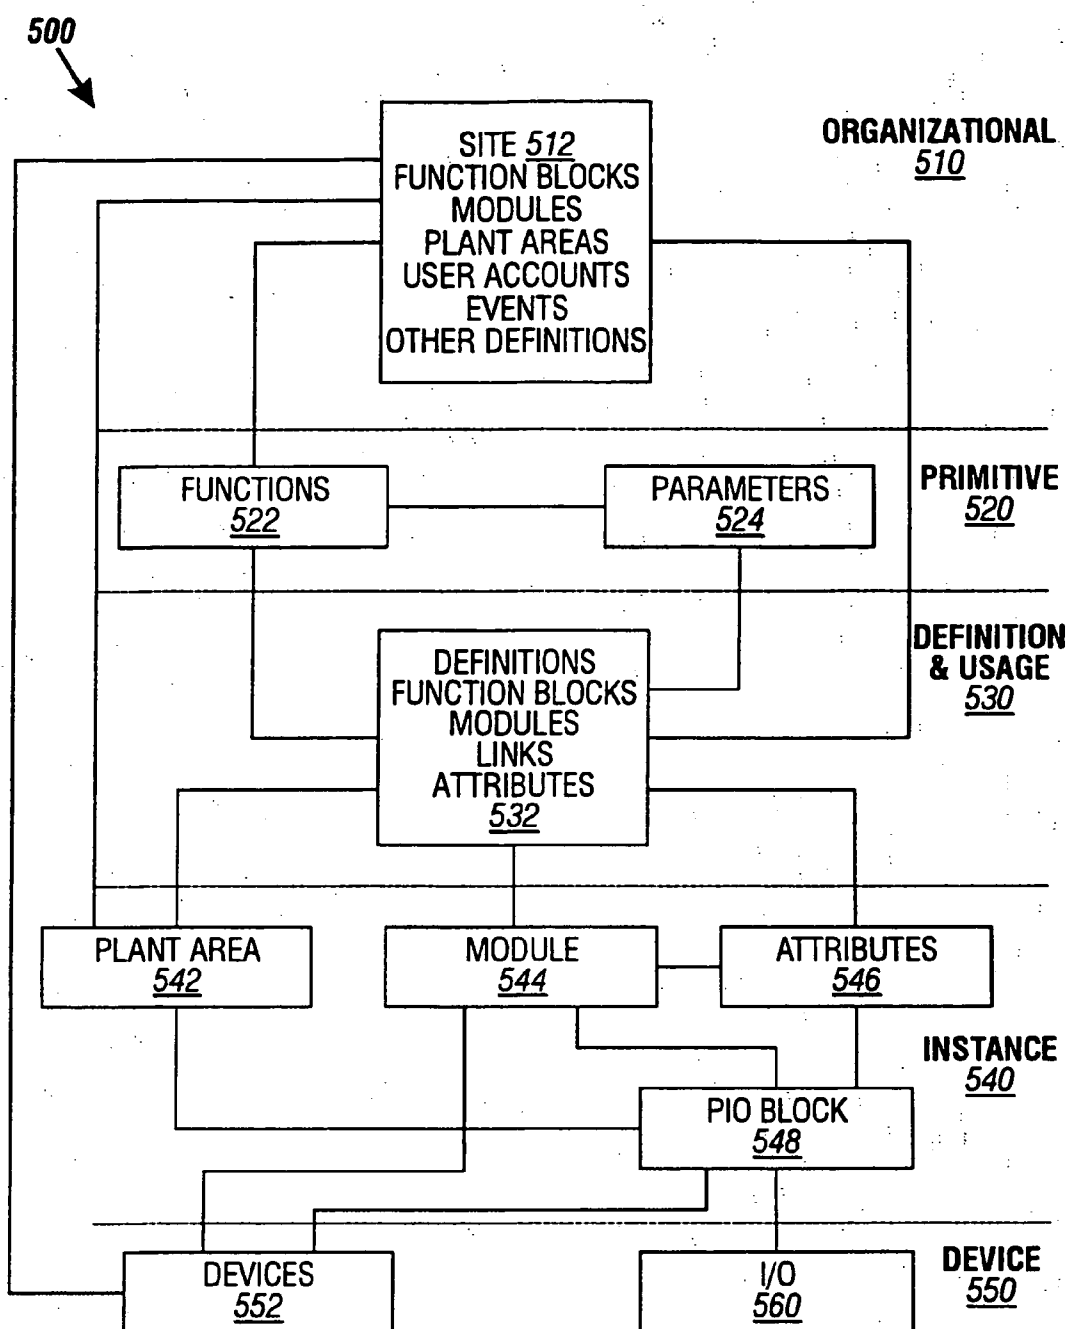 500
SITE 512
FUNCTION BLOCKS
MODULES
PLANT AREAS
USER ACCOUNTS
EVENTS
OTHER DEFINITIONS
ORGANIZATIONAL
510
FUNCTIONS
522
PARAMETERS
524
PRIMITIVE
520
DEFINITIONS
FUNCTION BLOCKS
MODULES
LINKS
ATTRIBUTES
532
DEFINITION
& USAGE
530
PLANT AREA
542
MODULE
544
ATTRIBUTES
546
INSTANCE
540
PIO BLOCK
548
DEVICES
552
I/O
560
DEVICE
550